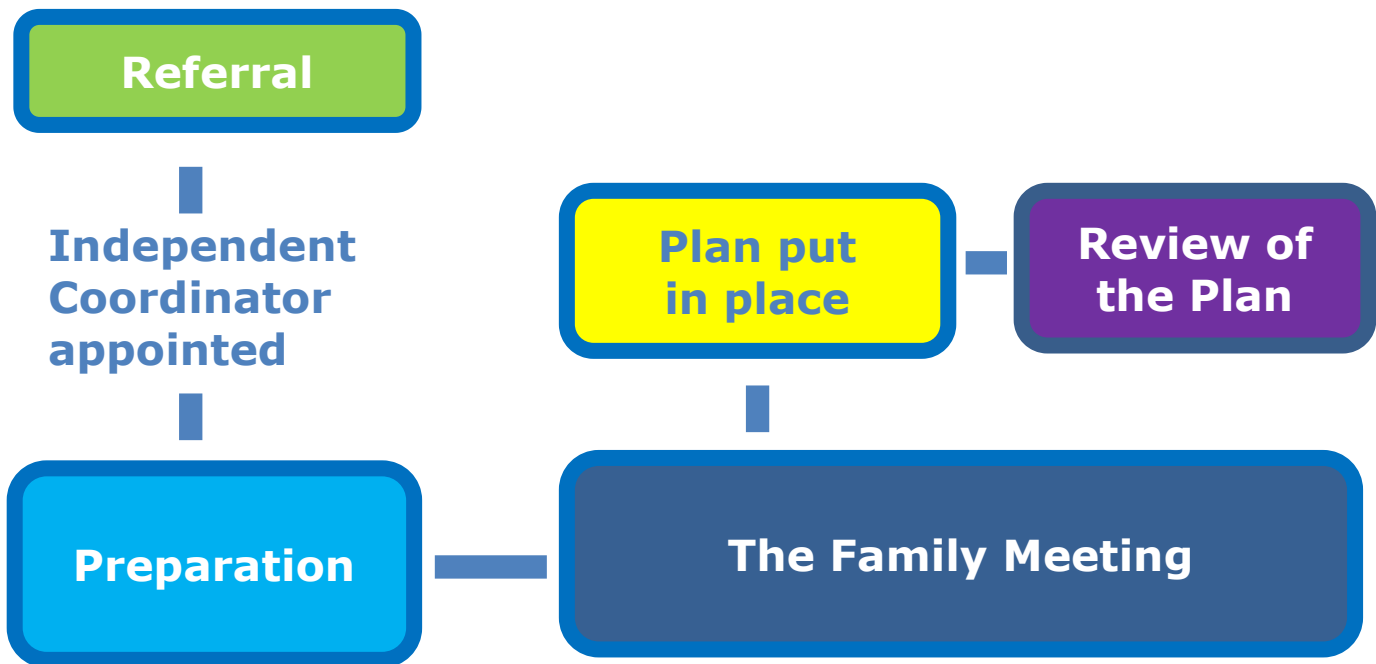 Referral
Independent
Coordinator
appointed
Preparation
The Family Meeting
Plan put
in place
Review of
the Plan